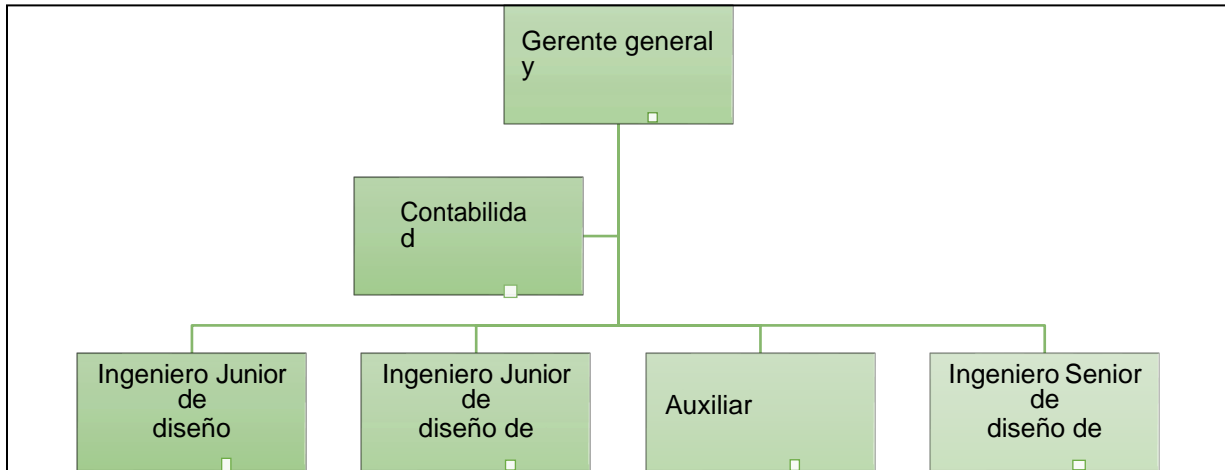 Gerente general
y
Contabilida
d
Ingeniero Junior
de
diseño
Ingeniero Junior
de
diseño de
Auxiliar
Ingeniero Senior
de
diseño de